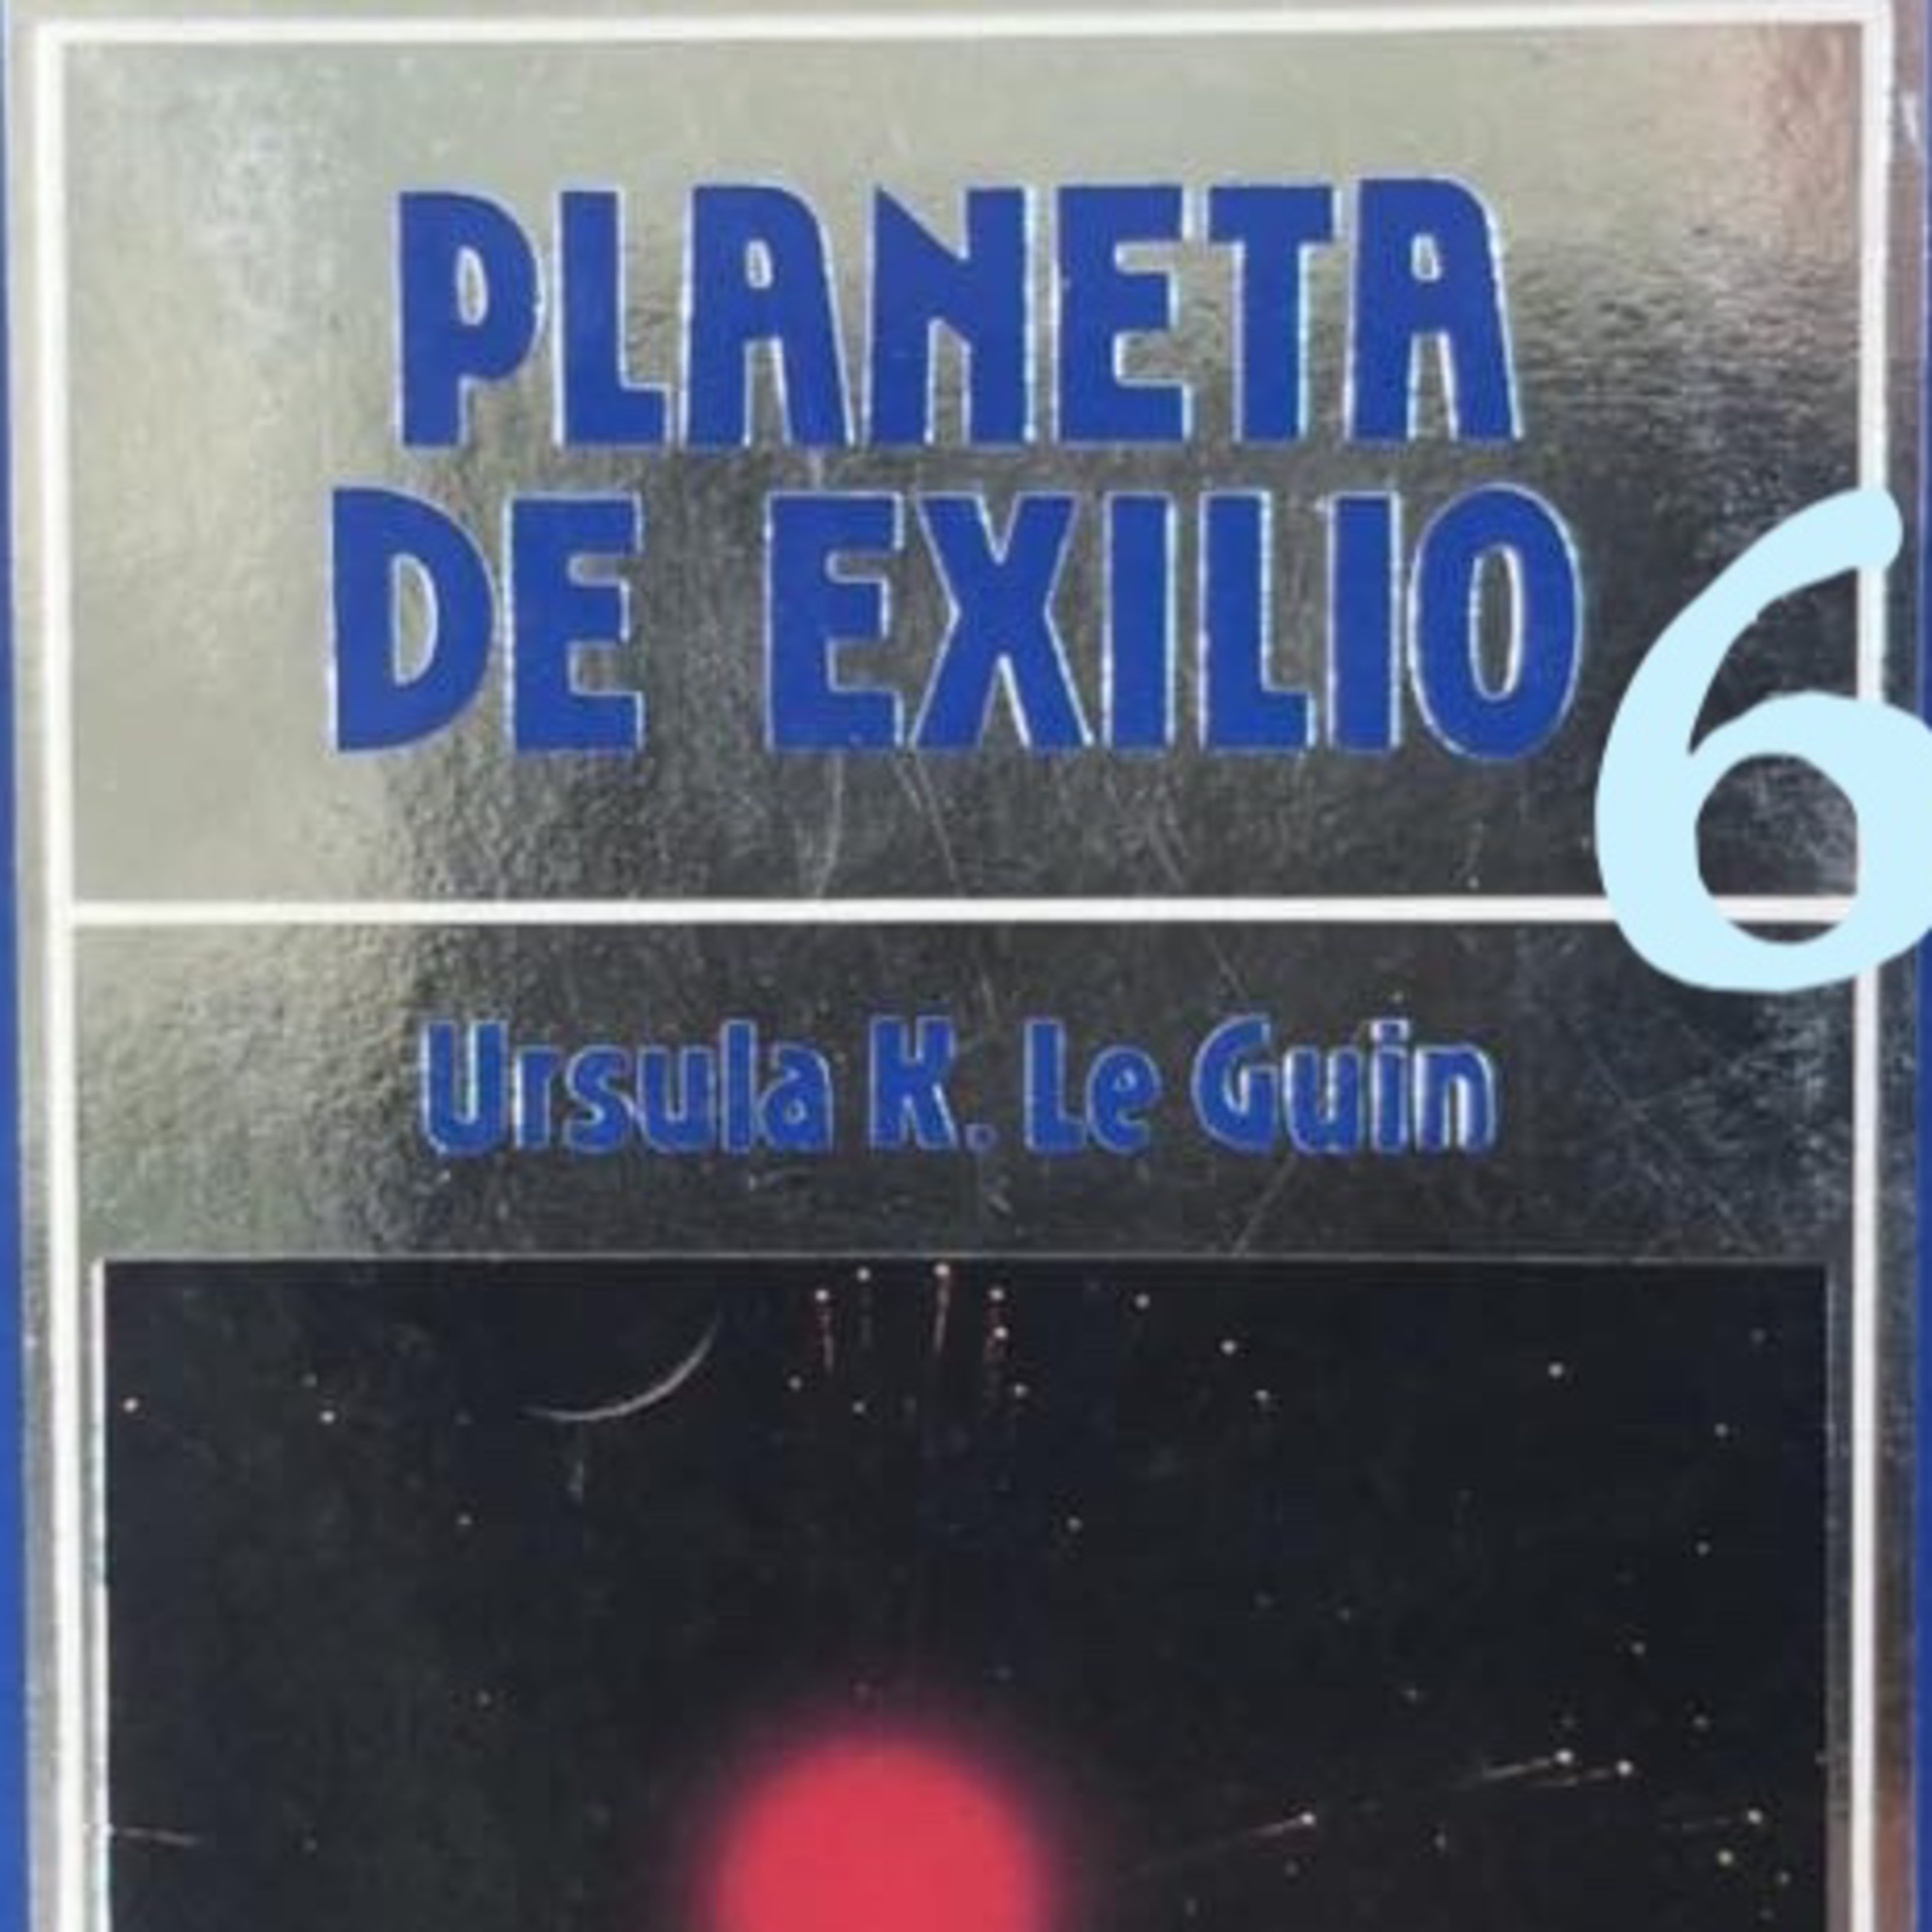 PLANETA
DE EXILIO
6
Ursula K. Le Guin